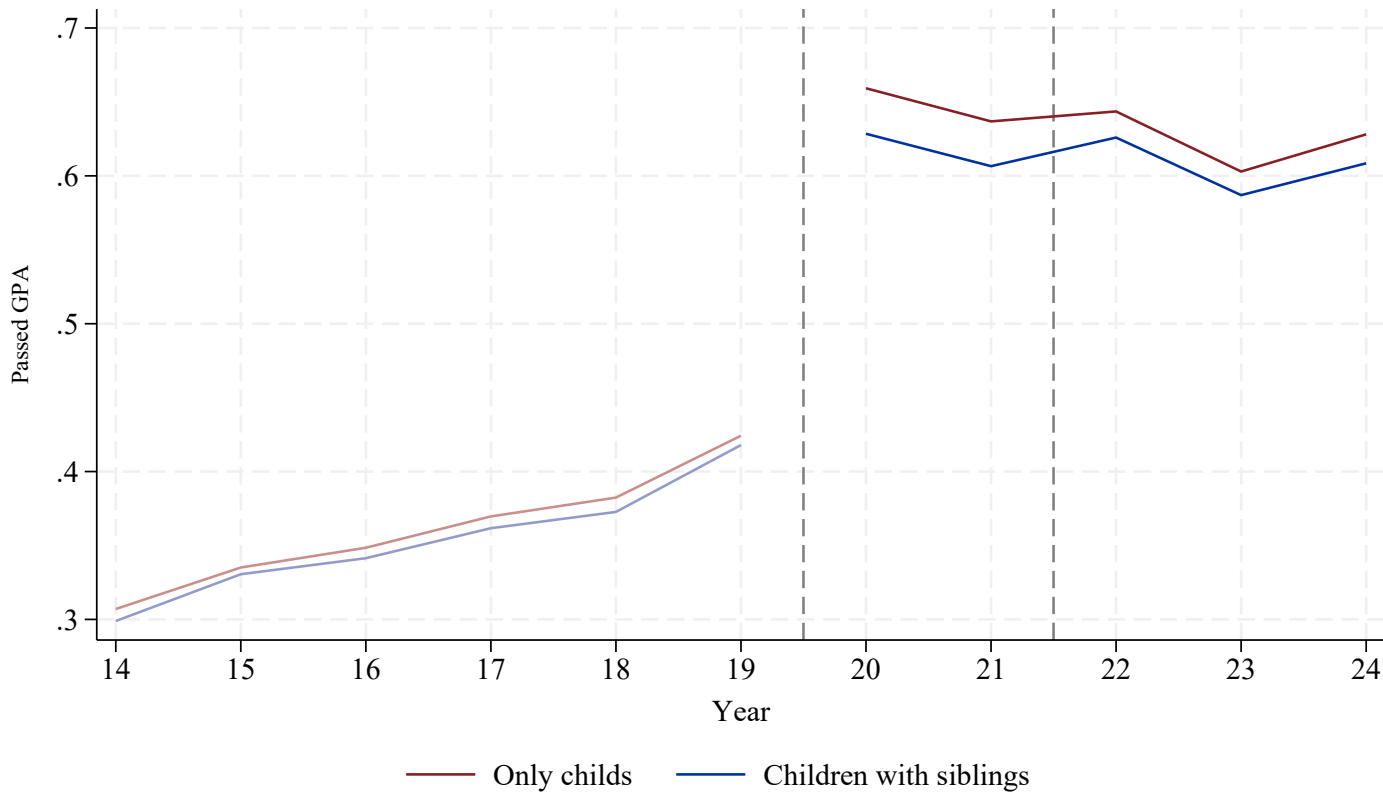 .7
.6
.5
.4
.3
Passed GPA
14 15 16 17 18 19 20 21 22 23 24
Year
Only childs Children with siblings